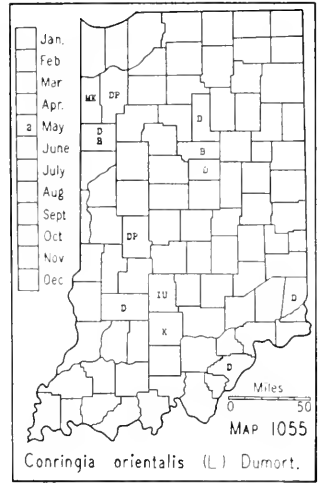 Jan.
Feb
Mar
Apr.
a May
June
July
Aug
Sept
Oct
Nov
Dec
DP
D
D
B
B
D
DP
IU
D
D
K
D
Miles
0 50
MAP 1055
Conringia orientalis (L.) Dumort.